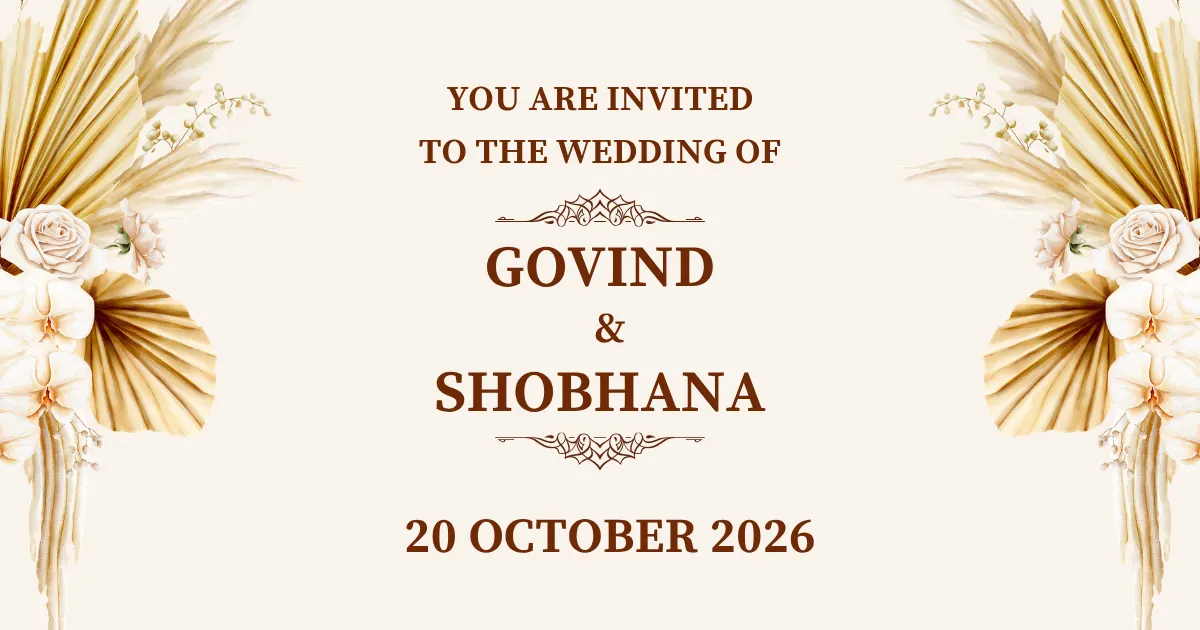 YOU ARE INVITED
TO THE WEDDING OF
GOVIND
&
SHOBHANA
20 OCTOBER 2026